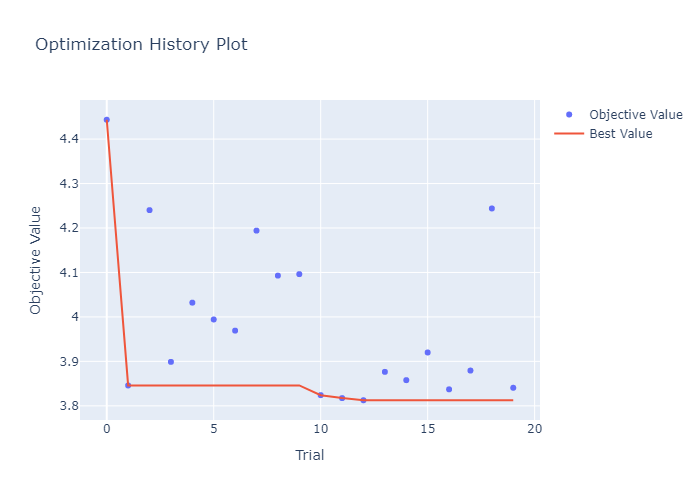 Optimization History Plot
Objective Value
Best Value
4.4
4.3
4.2
4.1
4
3.9
3.8
Objective Value
0
5
10
15
20
Trial